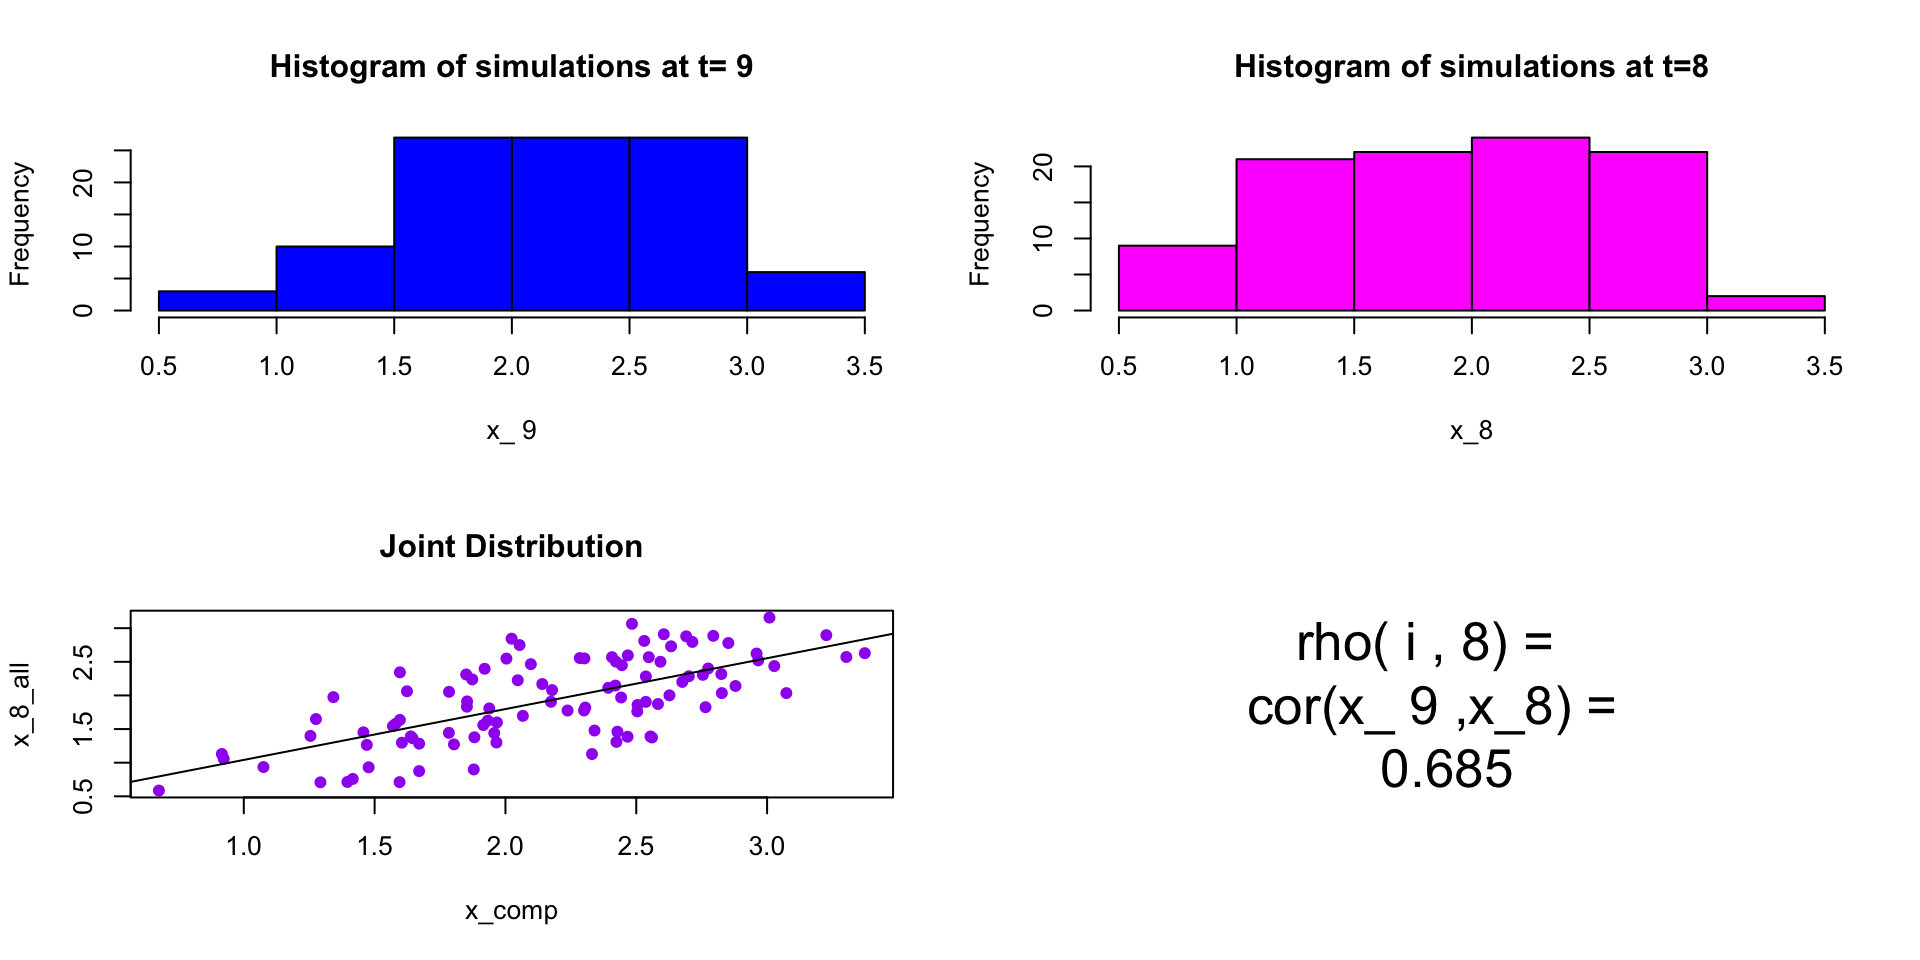 Histogram of simulations at t= 9
Frequency
0 10 20
0.5 1.0 1.5 2.0 2.5 3.0 3.5
x_ 9
Histogram of simulations at t=8
Frequency
0 10 20
0.5 1.0 1.5 2.0 2.5 3.0 3.5
x_8
Joint Distribution
x_8_all
0.5 1.5 2.5
1.0 1.5 2.0 2.5 3.0
x_comp
rho( i , 8) =
cor(x_ 9 ,x_8) =
0.685